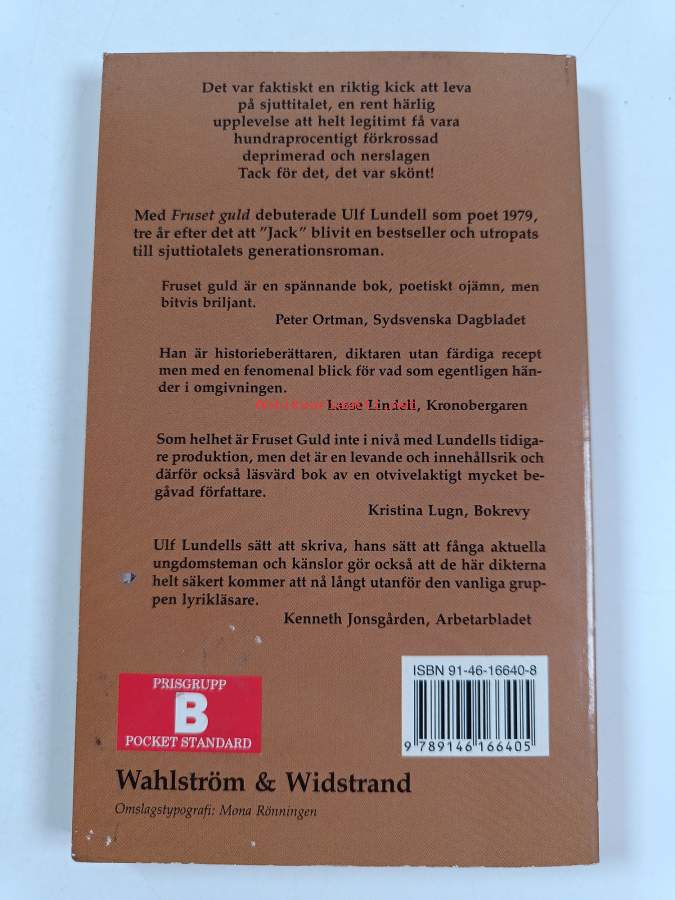 Det var faktiskt en riktig kick att leva
på sjuttitalet, en rent härlig
upplevelse att helt legitimt få vara
hundraprocentigt förkrossad
deprimerad och nerslagen
Tack för det, det var skönt!
Med Fruset guld debuterade Ulf Lundell som poet 1979,
tre år efter det att ”Jack” blivit en bestseller och utropats
till sjuttiotalets generationsroman.
Fruset guld är en spännande bok, poetiskt ojämn, men
bitvis briljant.
Peter Ortman, Sydsvenska Dagbladet
Han är historieberättaren, diktaren utan färdiga recept
men med en fenomenal blick för vad som egentligen hän-
der i omgivningen.
Lasse Lindell, Kronobergaren
Som helhet är Fruset Guld inte i nivå med Lundells tidiga-
re produktion, men det är en levande och innehållsrik och
därför också läsvärd bok av en otvivelaktigt mycket be-
gåvad författare.
Kristina Lugn, Bokrevy
Ulf Lundells sätt att skriva, hans sätt att fånga aktuella
ungdomsteman och känslor gör också att de här dikterna
helt säkert kommer att nå långt utanför den vanliga grup-
pen lyrikläsare.
Kenneth Jonsgården, Arbetarbladet
ISBN 91-46-16640-8
9 789146 166405
PRISGRUPP
B
POCKET STANDARD
Wahlström & Widstrand
Omslagstypografi: Mona Rönningen